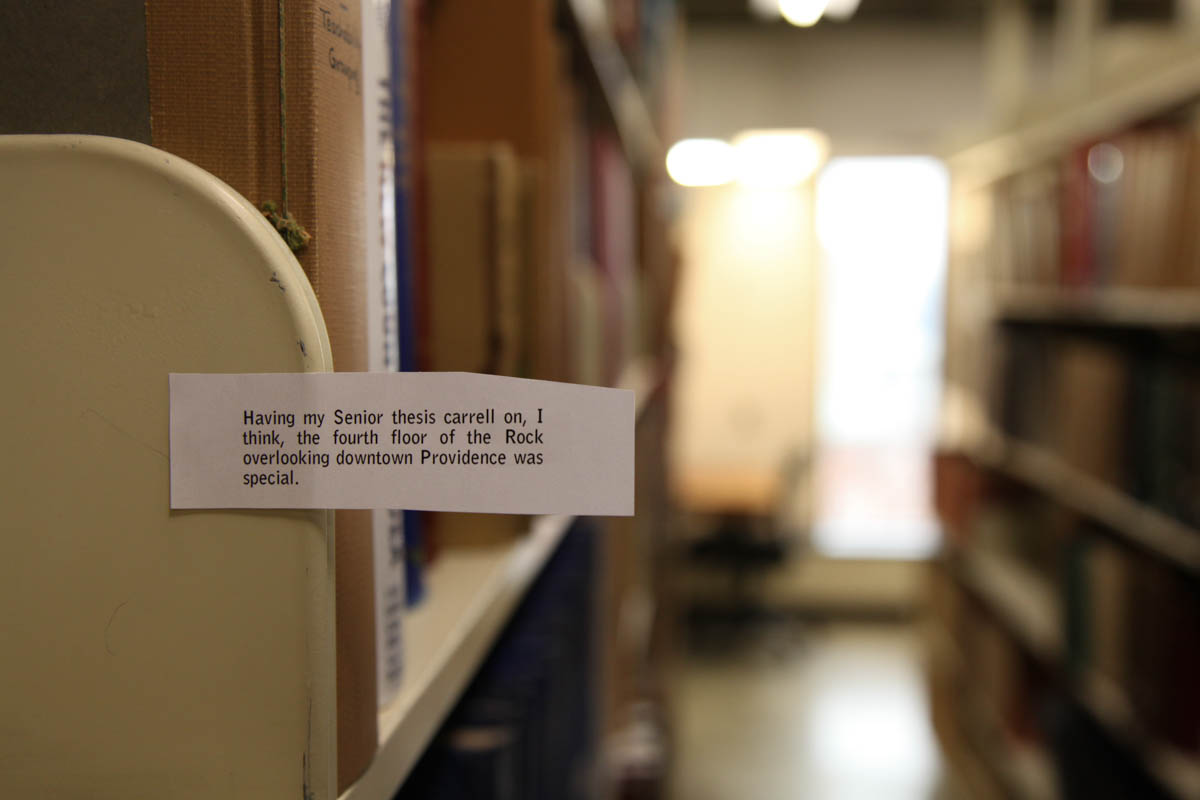 Having my Senior thesis carrell on, I
think, the fourth floor of the Rock
overlooking downtown Providence was
special.